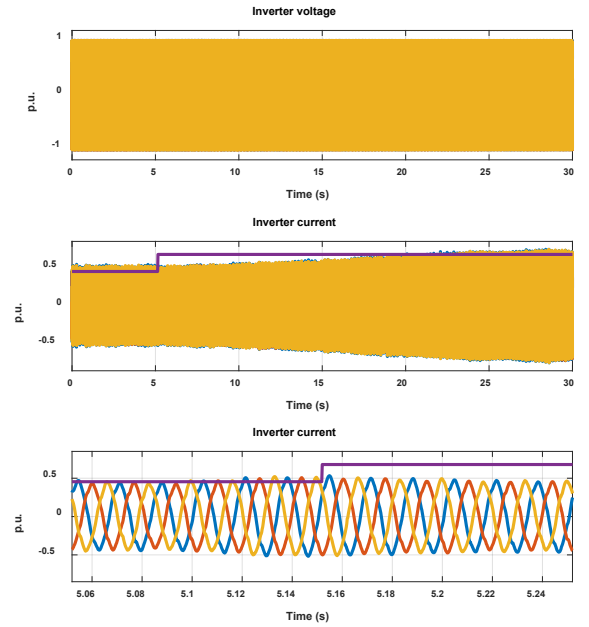 Inverter voltage
1
0
-1
p.u.
0 5 10 15 20 25 30
Time (s)
Inverter current
0.5
0
-0.5
p.u.
0 5 10 15 20 25 30
Time (s)
Inverter current
0.5
0
-0.5
p.u.
5.06 5.08 5.1 5.12 5.14 5.16 5.18 5.2 5.22 5.24
Time (s)